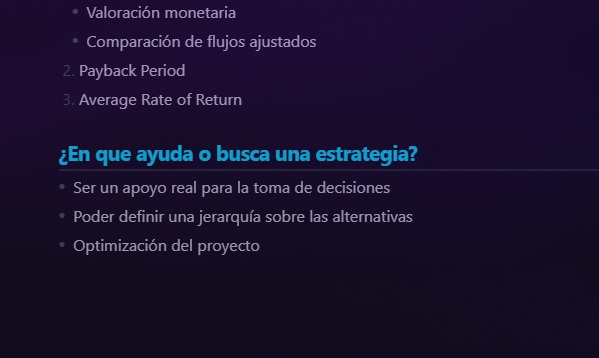 • Valoración monetaria
• Comparación de flujos ajustados
2. Payback Period
3. Average Rate of Return
¿En que ayuda o busca una estrategia?
• Ser un apoyo real para la toma de decisiones
• Poder definir una jerarquía sobre las alternativas
• Optimización del proyecto